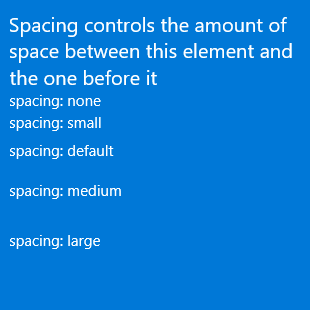 Spacing controls the amount of
space between this element and
the one before it
spacing: none
spacing: small
spacing: default
spacing: medium
spacing: large